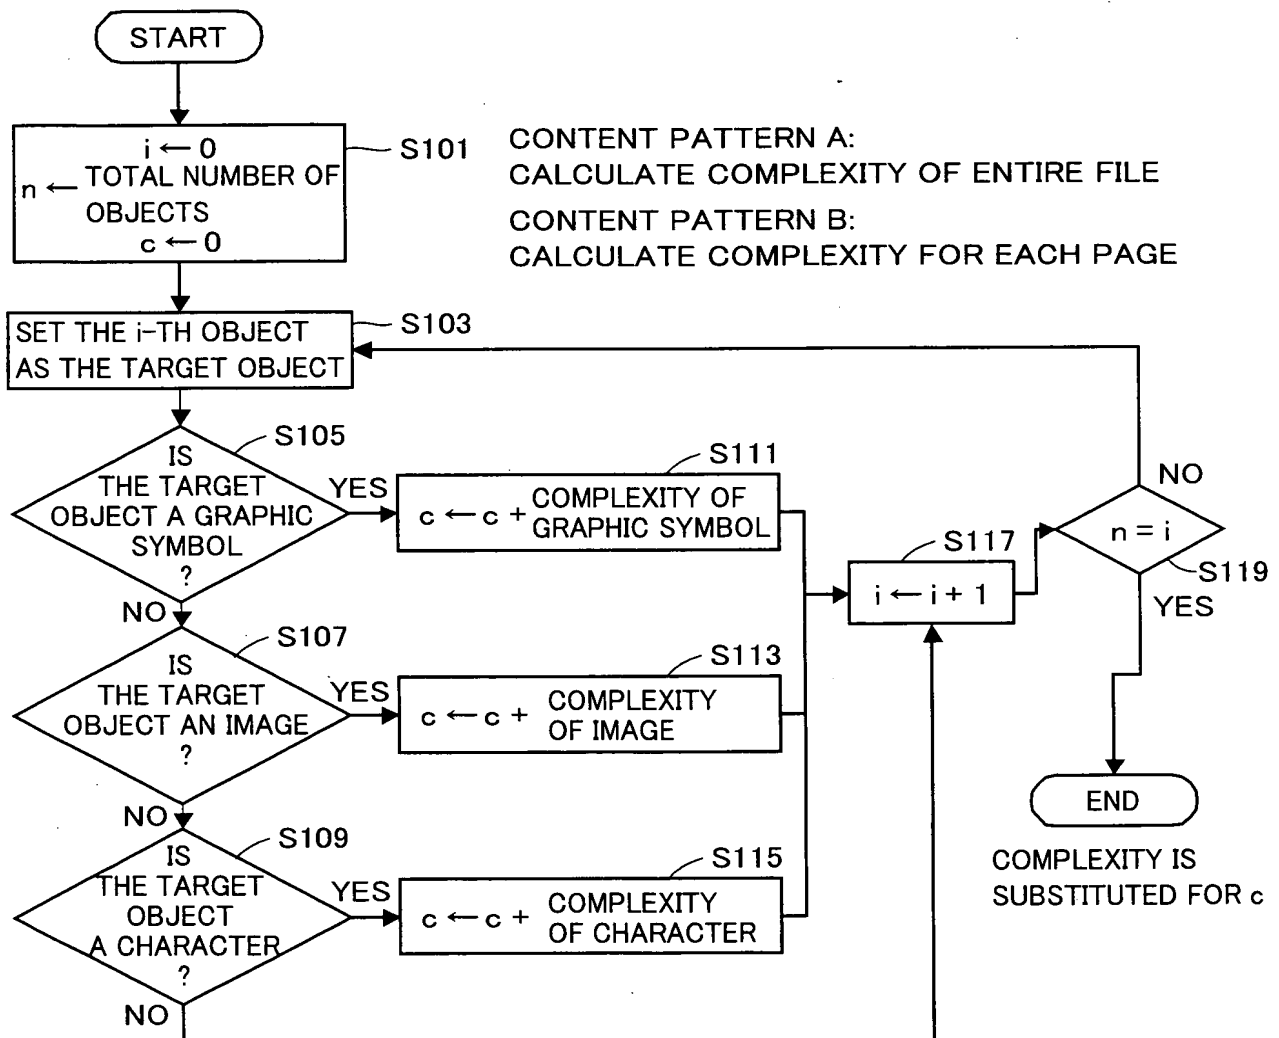 START
i ← 0
n ← TOTAL NUMBER OF
OBJECTS
c ← 0
S101
CONTENT PATTERN A:
CALCULATE COMPLEXITY OF ENTIRE FILE
CONTENT PATTERN B:
CALCULATE COMPLEXITY FOR EACH PAGE
SET THE i-TH OBJECT
AS THE TARGET OBJECT
S103
IS
THE TARGET
OBJECT A GRAPHIC
SYMBOL
?
S105
YES
NO
c ← c + COMPLEXITY OF
GRAPHIC SYMBOL
S111
IS
THE TARGET
OBJECT AN IMAGE
?
S107
YES
NO
c ← c + COMPLEXITY
OF IMAGE
S113
IS
THE TARGET
OBJECT
A CHARACTER
?
S109
YES
NO
c ← c + COMPLEXITY
OF CHARACTER
S115
i ← i + 1
S117
n = i
S119
NO
YES
END
COMPLEXITY IS
SUBSTITUTED FOR c